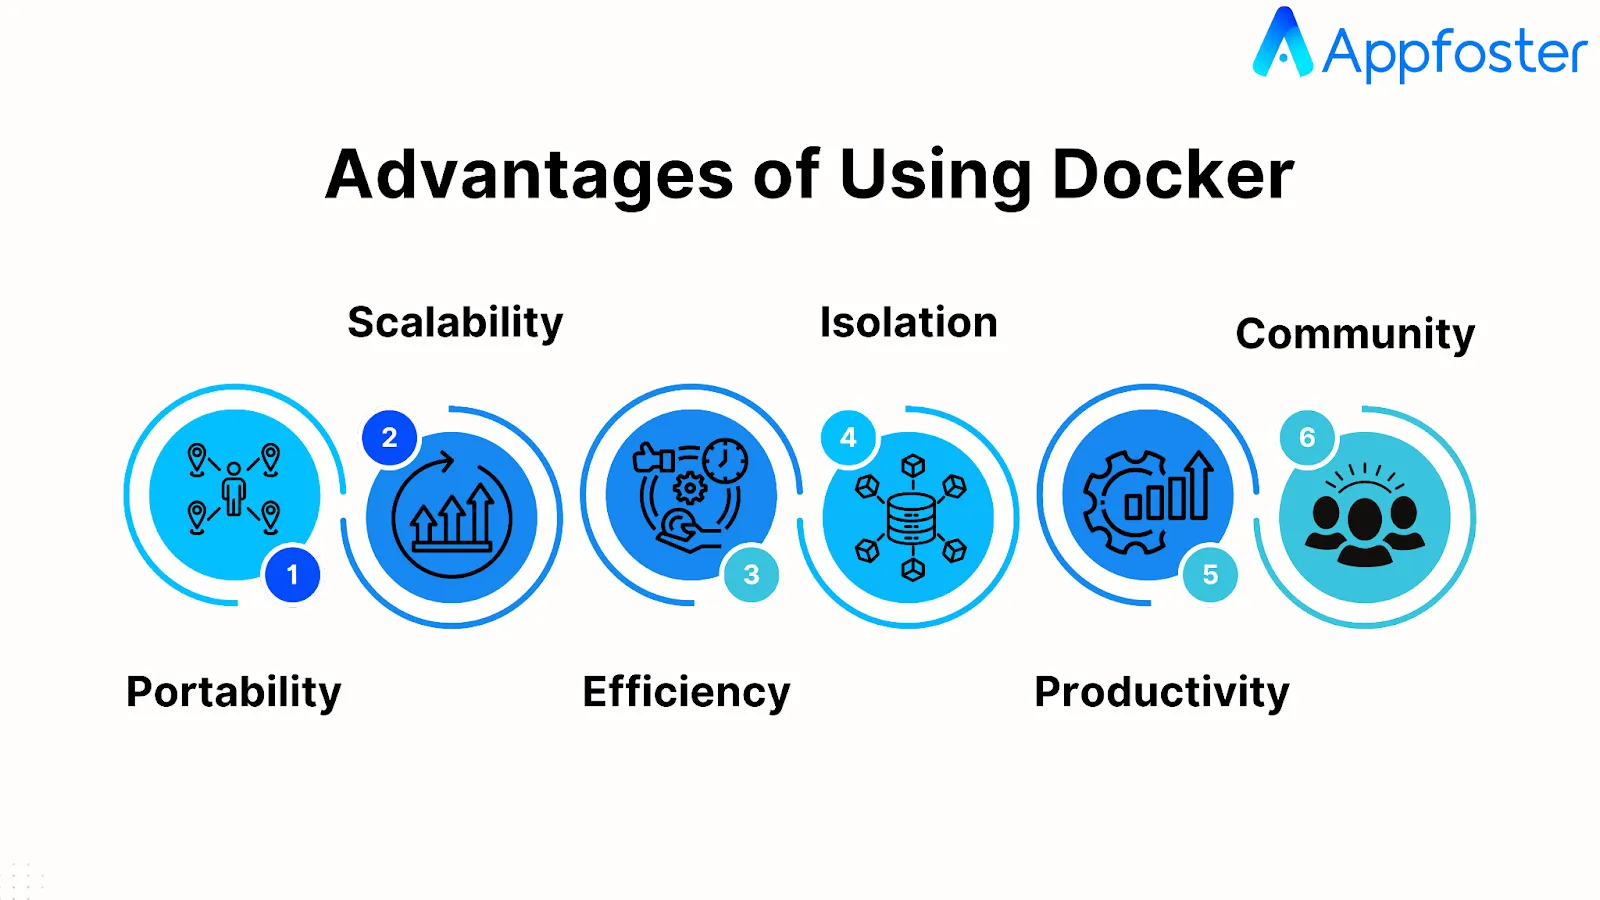 Appfoster
Advantages of Using Docker
Scalability
Isolation
Community
2
4
6
1
3
5
Portability
Efficiency
Productivity